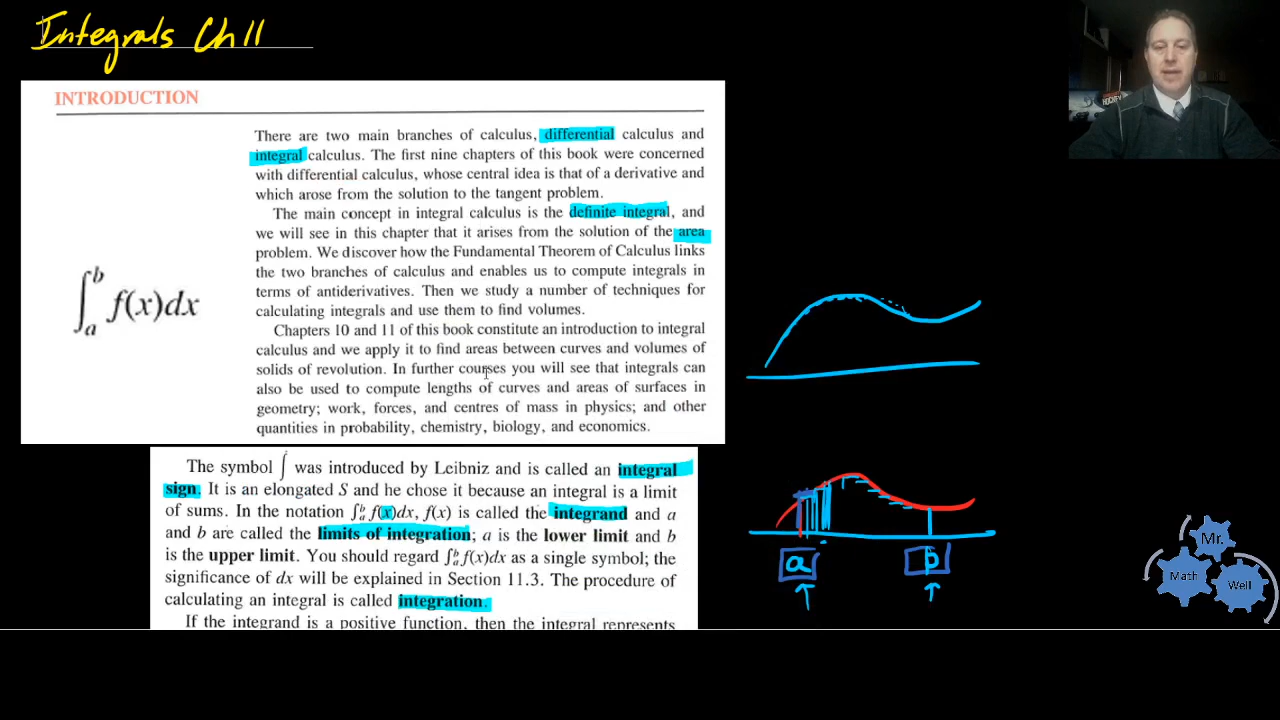 Integrals Ch 11
INTRODUCTION
There are two main branches of calculus, differential calculus and
integral calculus. The first nine chapters of this book were concerned
with differential calculus, whose central idea is that of a derivative and
which arose from the solution to the tangent problem.
The main concept in integral calculus is the definite integral, and
we will see in this chapter that it arises from the solution of the area
problem. We discover how the Fundamental Theorem of Calculus links
the two branches of calculus and enables us to compute integrals in
terms of antiderivatives. Then we study a number of techniques for
calculating integrals and use them to find volumes.
Chapters 10 and 11 of this book constitute an introduction to integral
calculus and we apply it to find areas between curves and volumes of
solids of revolution. In further courses you will see that integrals can
also be used to compute lengths of curves and areas of surfaces in
geometry; work, forces, and centres of mass in physics; and other
quantities in probability, chemistry, biology, and economics.
∫ₐᵇ f(x)dx
The symbol ∫ was introduced by Leibniz and is called an integral
sign. It is an elongated S and he chose it because an integral is a limit
of sums. In the notation ∫ₐᵇ f(x)dx, f(x) is called the integrand and a
and b are called the limits of integration; a is the lower limit and b
is the upper limit. You should regard ∫ₐᵇ f(x)dx as a single symbol; the
significance of dx will be explained in Section 11.3. The procedure of
calculating an integral is called integration.
If the integrand is a positive function, then the integral represents
a
b
HOCKEY
Mr.
Math
Well